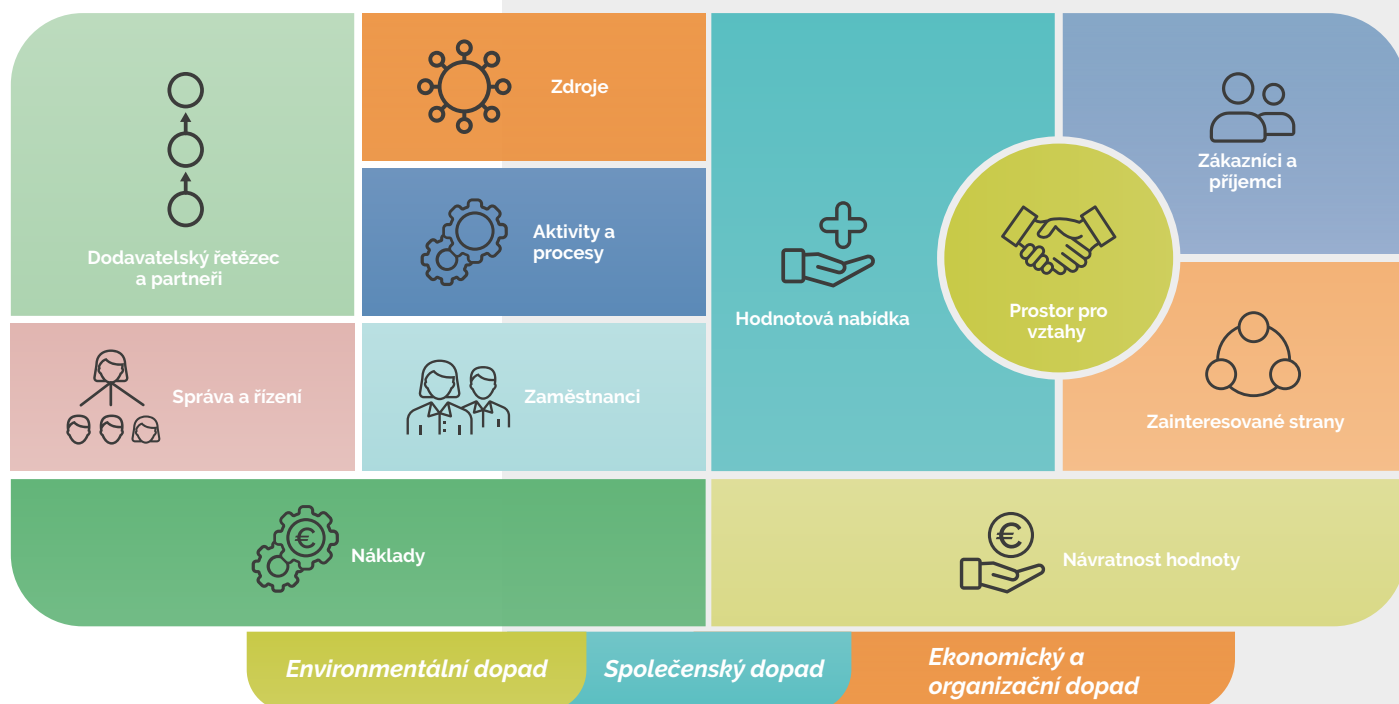 Dodavatelský řetězec
a partneři
Zdroje
Aktivity a
procesy
Správa a řízení
Zaměstnanci
Hodnotová nabídka
Prostor pro
vztahy
Zákazníci a
příjemci
Zainteresované strany
€
Náklady
€
Návratnost hodnoty
Environmentální dopad
Společenský dopad
Ekonomický a
organizační dopad